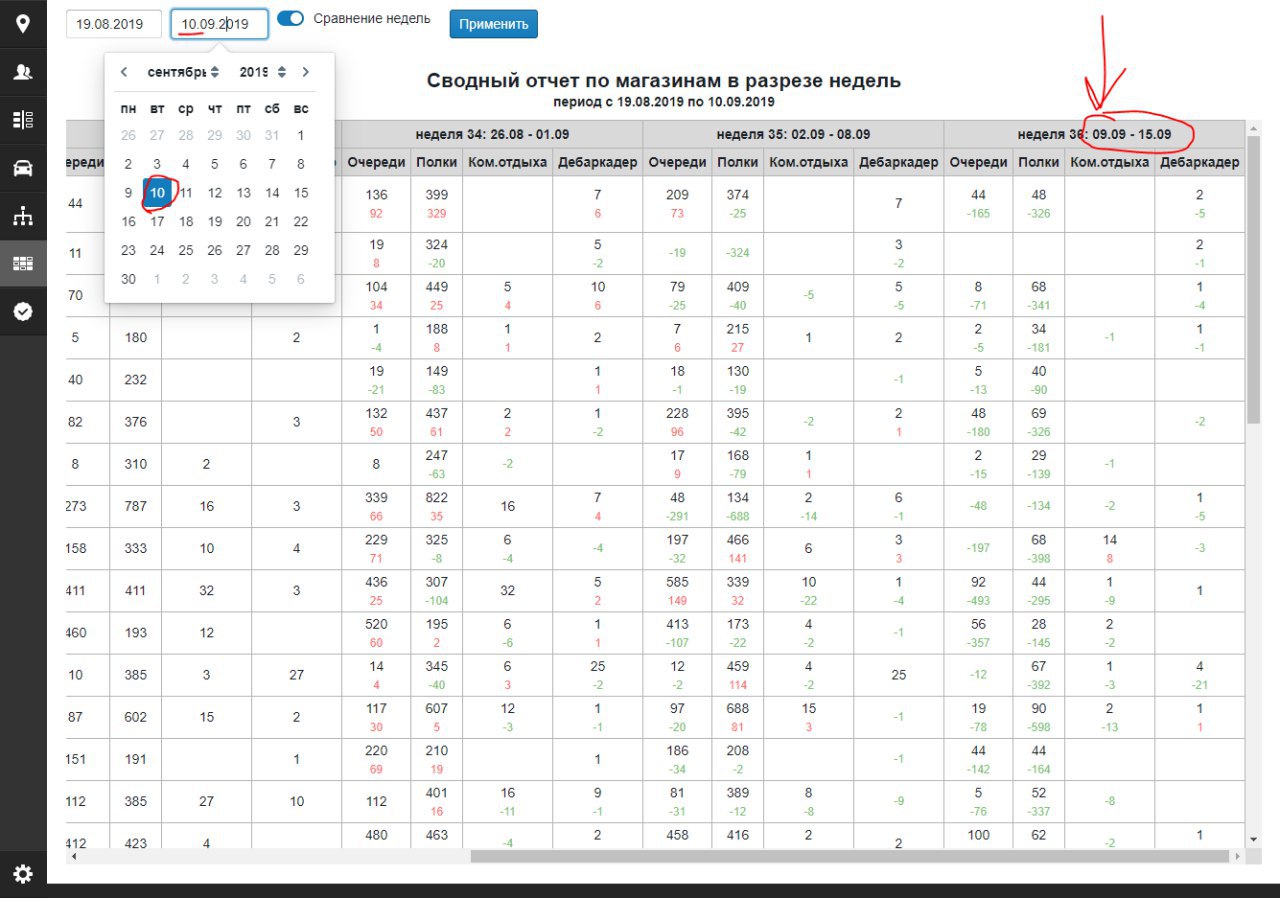 19.08.2019 10.09.2019 Сравнение недель Применить
сентябрь 2019
пн вт ср чт пт сб вс
26 27 28 29 30 31 1
2 3 4 5 6 7 8
9 10 11 12 13 14 15
16 17 18 19 20 21 22
23 24 25 26 27 28 29
30 1 2 3 4 5 6
Сводный отчет по магазинам в разрезе недель
период с 19.08.2019 по 10.09.2019
неделя 34: 26.08 - 01.09 неделя 35: 02.09 - 08.09 неделя 36: 09.09 - 15.09
Очереди Полки Ком.отдыха Дебаркадер Очереди Полки Ком.отдыха Дебаркадер Очереди Полки Ком.отдыха Дебаркадер
44 136 399 7 209 374 7 44 48 2
92 329 6 73 -25 -165 -326 -5
11 19 324 5 -19 -324 3 2
8 -20 -2 -2 -1
70 104 449 5 10 79 409 -5 5 8 68 1
34 25 4 6 -25 -40 -5 -71 -341 -4
5 180 2 1 188 1 2 7 215 1 2 2 34 -1 1
-4 8 1 6 27 -5 -181 -1
40 232 19 149 1 18 130 -1 5 40
-21 -83 1 -1 -19 -13 -90
82 376 3 132 437 2 1 228 395 -2 2 48 69 -2
50 61 2 -2 96 -42 1 -180 -326
8 310 2 8 247 -2 17 168 1 2 29 -1
-63 9 -79 1 -15 -139
273 787 16 3 339 822 16 7 48 134 2 6 -48 -134 -2 1
66 35 4 -291 -688 -14 -1 -5
158 333 10 4 229 325 6 -4 197 466 6 3 -197 68 14 -3
71 -8 -4 -32 141 3 -398 8
411 411 32 3 436 307 32 5 585 339 10 1 92 44 1 1
25 -104 2 149 32 -22 -4 -493 -295 -9
460 193 12 520 195 6 1 413 173 4 -1 56 28 2
60 2 -6 1 -107 -22 -2 -357 -145 -2
10 385 3 27 14 345 6 25 12 459 4 25 -12 67 1 4
4 -40 3 -2 -2 114 -2 -392 -3 -21
87 602 15 2 117 607 12 1 97 688 15 -1 19 90 2 1
30 5 -3 -1 -20 81 3 -78 -598 -13 1
151 191 1 220 210 1 186 208 -1 44 44
69 19 -34 -2 -142 -164
112 385 27 10 112 401 16 9 81 389 8 -9 5 52 -8
16 -11 -1 -31 -12 -8 -76 -337
412 423 4 480 463 -4 2 458 416 2 2 100 62 -2 1